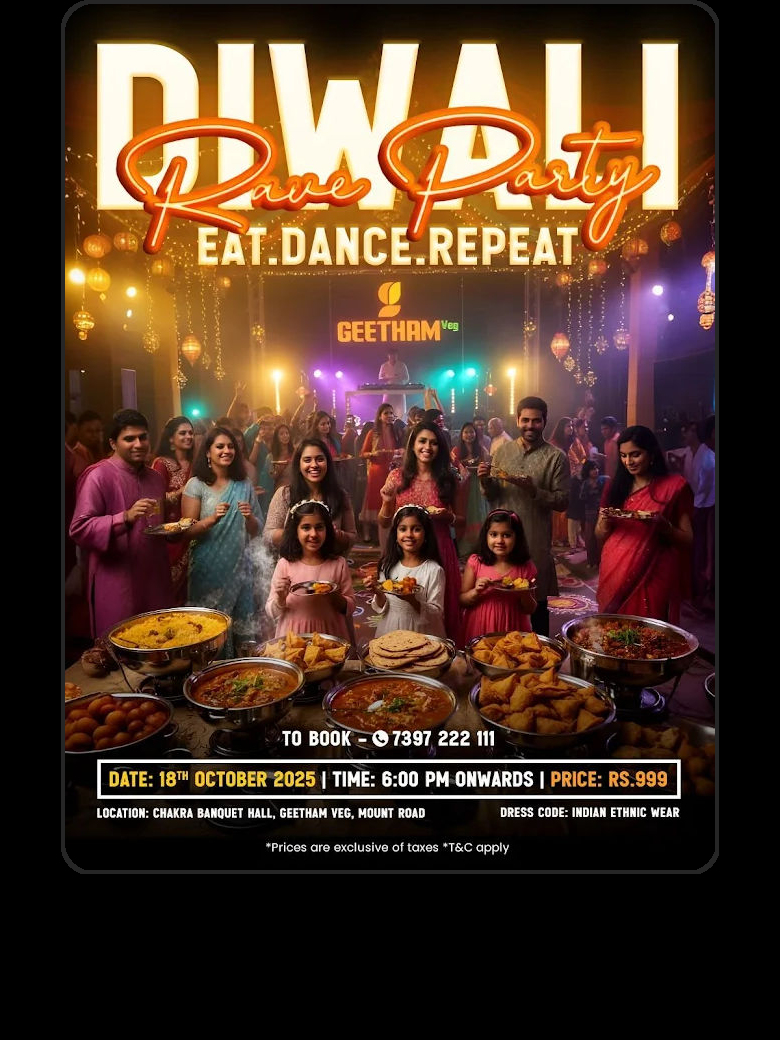 DIWALI
Rave Party
EAT.DANCE.REPEAT
GEETHAM Veg
TO BOOK - 7397 222 111
DATE: 18TH OCTOBER 2025 | TIME: 6:00 PM ONWARDS | PRICE: RS.999
LOCATION: CHAKRA BANQUET HALL, GEETHAM VEG, MOUNT ROAD
DRESS CODE: INDIAN ETHNIC WEAR
*Prices are exclusive of taxes *T&C apply